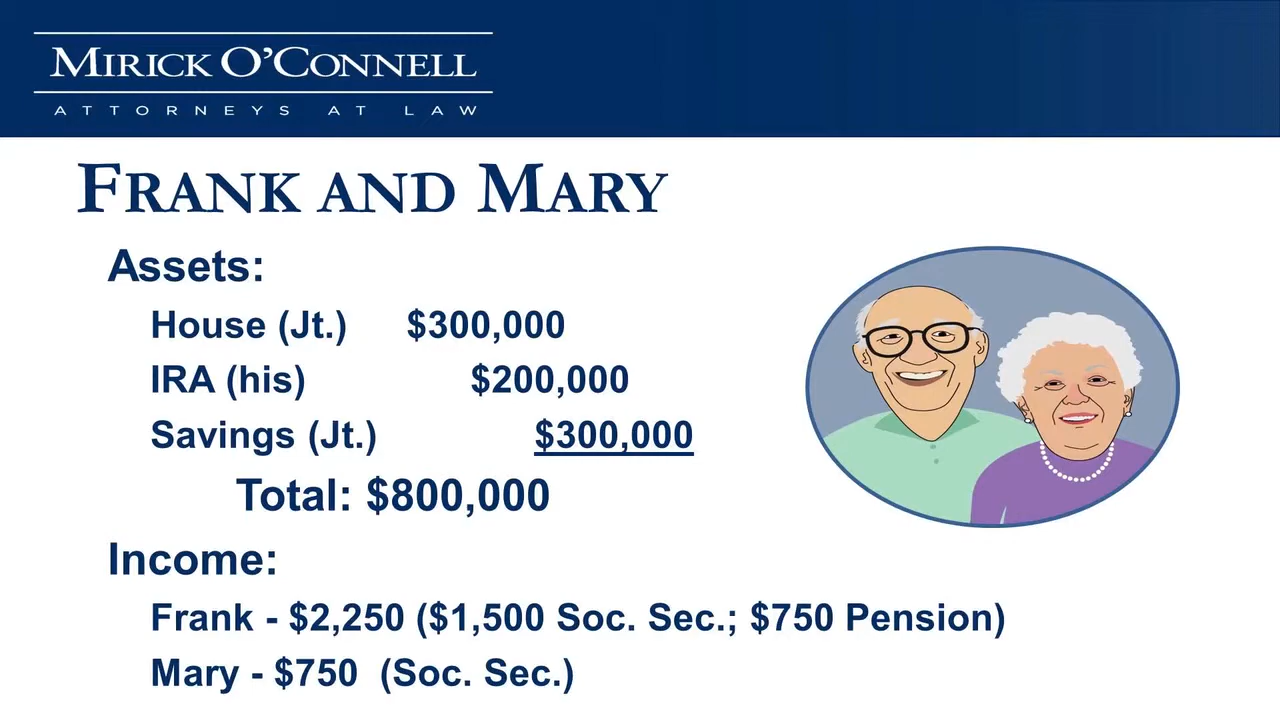 MIRICK O'CONNELL
ATTORNEYS AT LAW
FRANK AND MARY
Assets:
House (Jt.) $300,000
IRA (his) $200,000
Savings (Jt.) $300,000
Total: $800,000
Income:
Frank - $2,250 ($1,500 Soc. Sec.; $750 Pension)
Mary - $750 (Soc. Sec.)